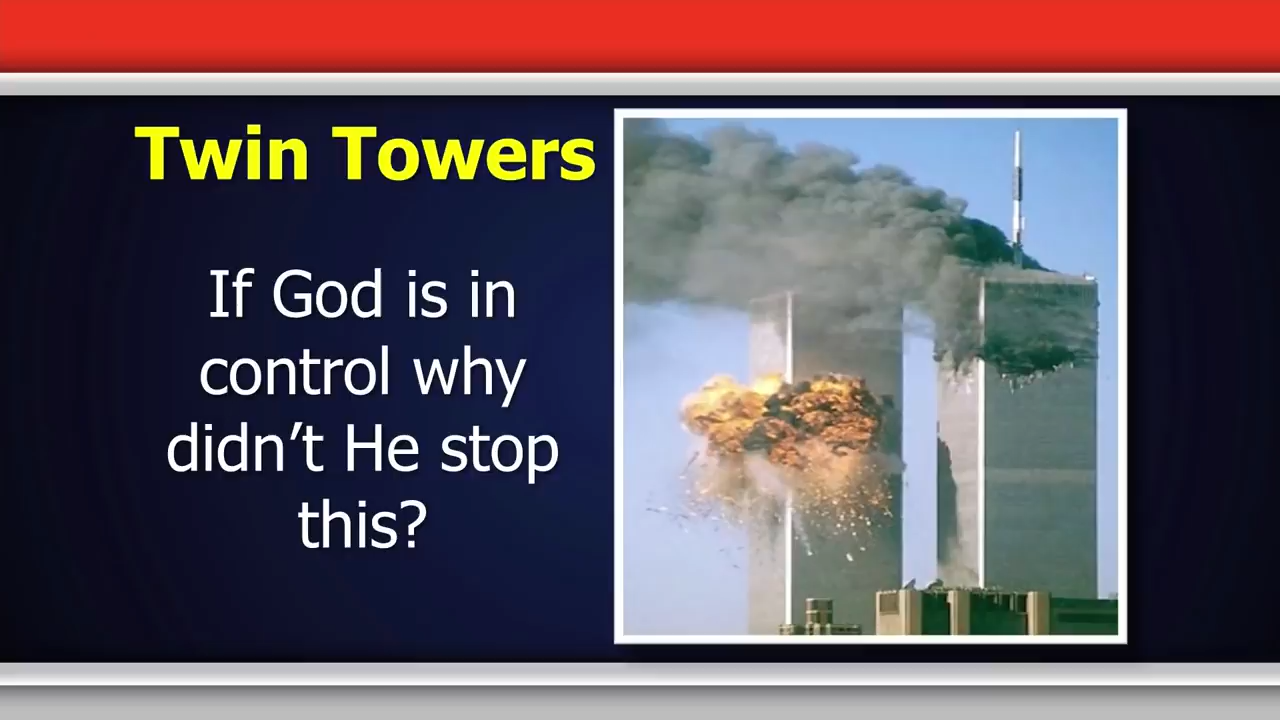 Twin Towers
If God is in
control why
didn’t He stop
this?